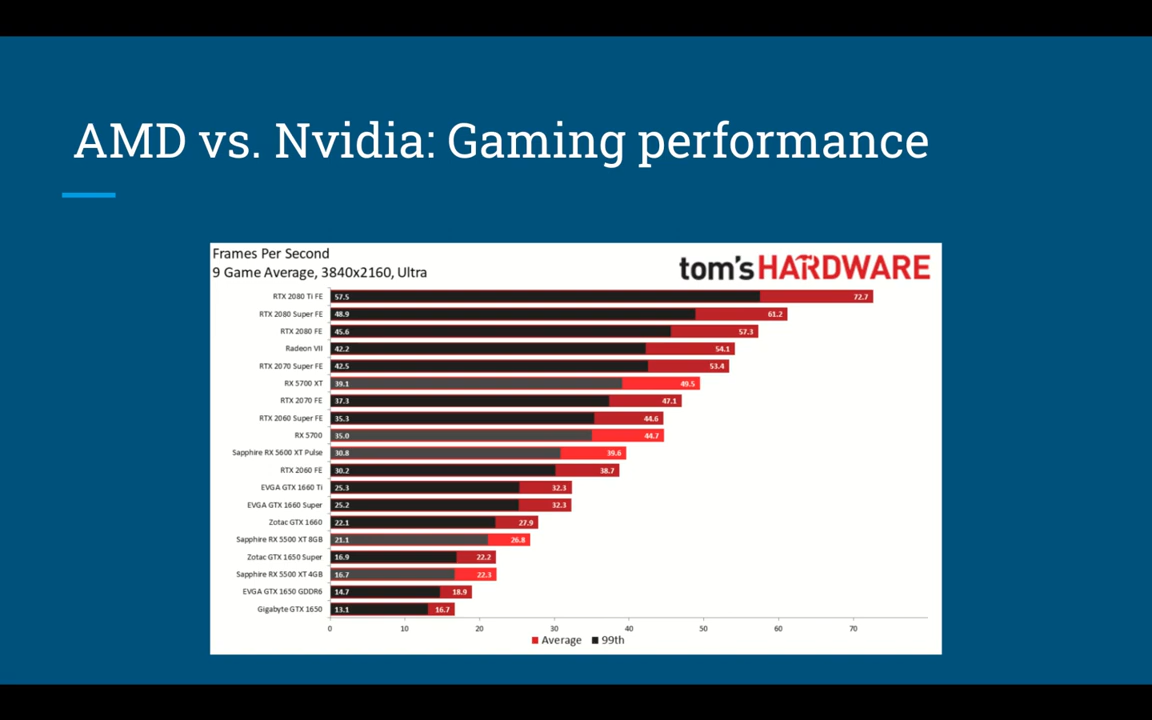 AMD vs. Nvidia: Gaming performance
Frames Per Second
9 Game Average, 3840x2160, Ultra
tom's HARDWARE
RTX 2080 Ti FE 57.5 72.7
RTX 2080 Super FE 48.9 61.2
RTX 2080 FE 45.6 57.3
Radeon VII 42.2 54.1
RTX 2070 Super FE 42.5 53.4
RX 5700 XT 39.1 49.5
RTX 2070 FE 37.3 47.1
RTX 2060 Super FE 35.3 44.6
RX 5700 35.0 44.7
Sapphire RX 5600 XT Pulse 30.8 39.6
RTX 2060 FE 30.2 38.7
EVGA GTX 1660 Ti 25.3 32.3
EVGA GTX 1660 Super 25.2 32.3
Zotac GTX 1660 22.1 27.9
Sapphire RX 5500 XT 8GB 21.1 26.8
Zotac GTX 1650 Super 16.9 22.2
Sapphire RX 5500 XT 4GB 16.7 22.3
EVGA GTX 1650 GDDR6 14.7 18.9
Gigabyte GTX 1650 13.1 16.7
0 10 20 30 40 50 60 70
Average 99th